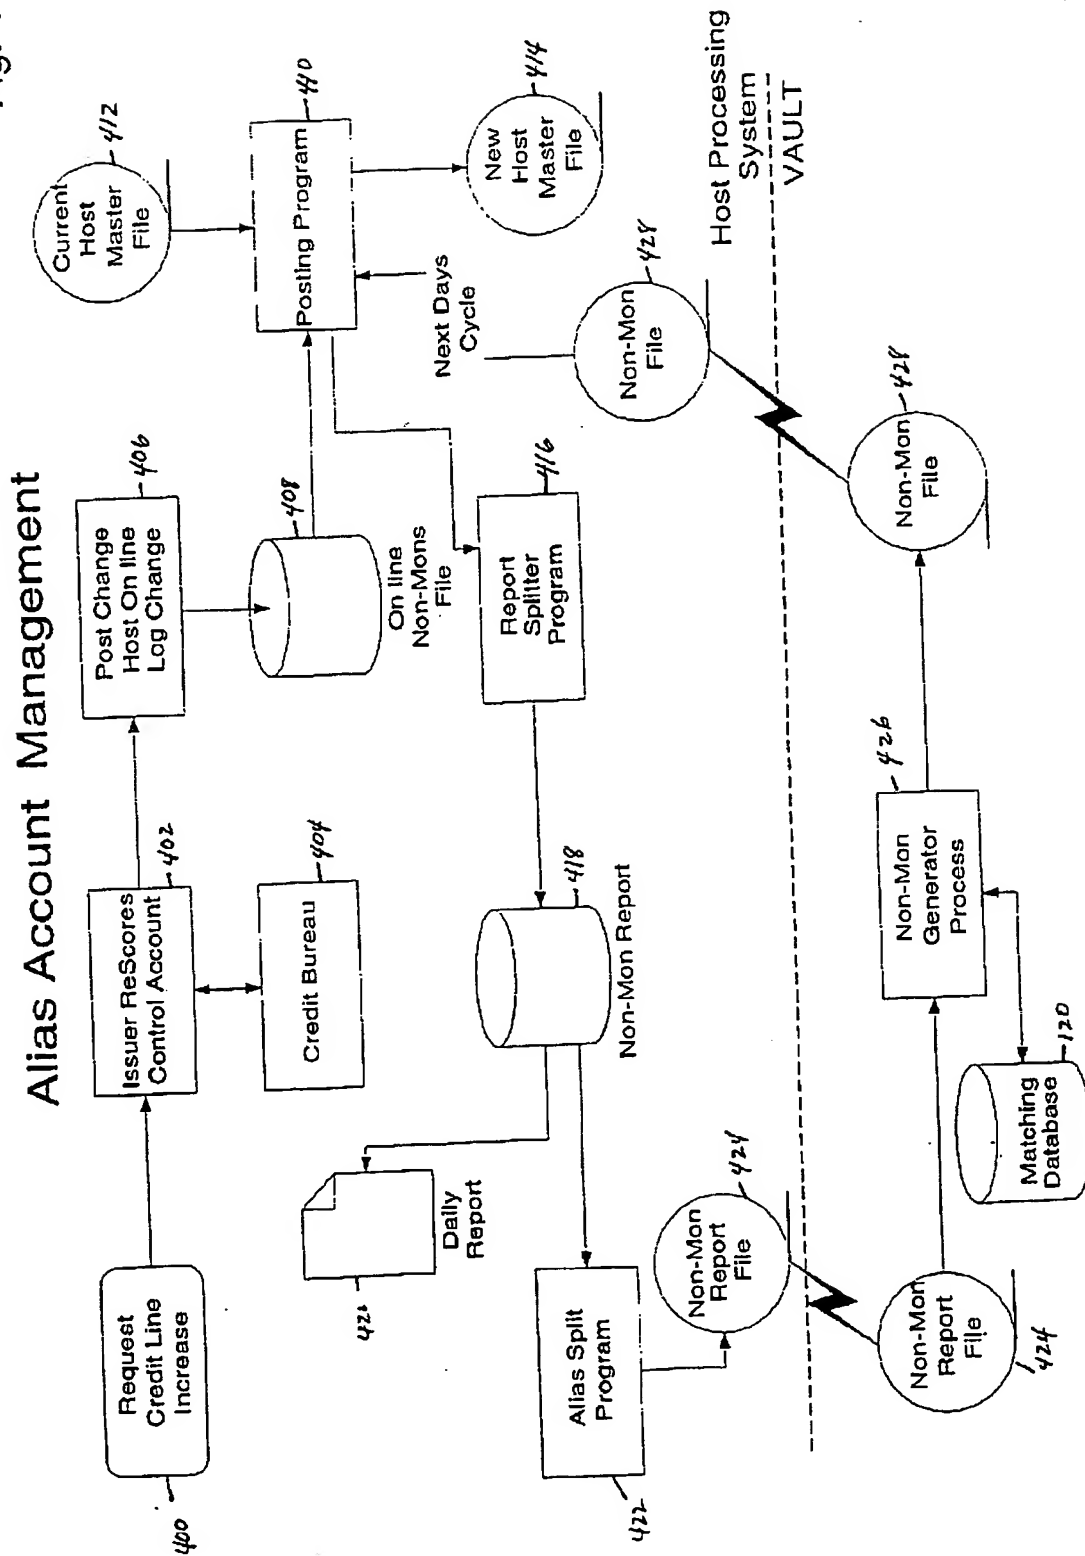 Alias Account Management
400
Request
Credit Line
Increase
402
Issuer ReScores
Control Account
404
Credit Bureau
406
Post Change
Host On line
Log Change
408
On line
Non-Mons
File
Current
Host
Master
File
412
Posting Program
410
New
Host
Master
File
414
Next Days
Cycle
416
Report
Splitter
Program
418
Non-Mon Report
Daily
Report
Alias Split
Program
422
Non-Mon
Report
File
424
Non-Mon
File
428
Host Processing
System
VAULT
Non-Mon
Report
File
424
Matching
Database
120
Non-Mon
Generator
Process
426
Non-Mon
File
428